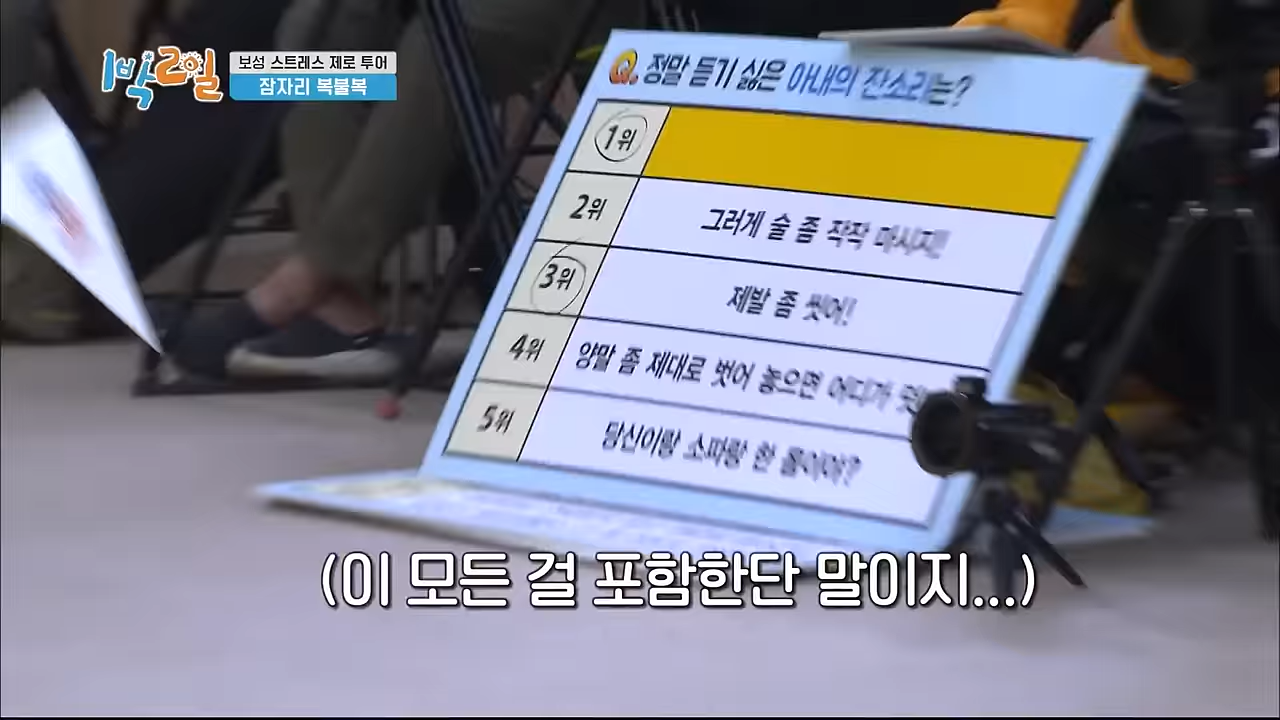 1박2일
보성 스트레스 제로 투어
잠자리 복불복
Q. 정말 듣기 싫은 아내의 잔소리는?
1위
2위 그러게 술 좀 작작 마시지!!
3위 제발 좀 씻어!
4위 양말 좀 제대로 벗어 놓으면 어디가
5위 당신이랑 소파랑 한 몸이야?
(이 모든 걸 포함한단 말이지...)